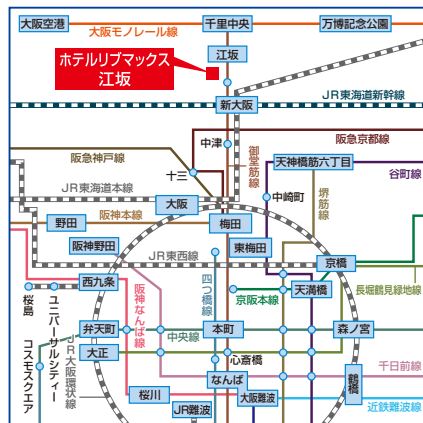 大阪空港
千里中央
万博記念公園
大阪モノレール線
江坂
ホテルリブマックス
江坂
JR東海道新幹線
新大阪
阪急京都線
中津
阪急神戸線
御堂筋線
天神橋筋六丁目
谷町線
十三
JR東海道本線
堺筋線
中崎町
大阪
野田
阪神本線
梅田
阪神野田
東梅田
JR東西線
京橋
西九条
四つ橋線
京阪本線
天満橋
長堀鶴見緑地線
桜島
ユニバーサルシティー
阪神なんば線
弁天町
中央線
本町
森ノ宮
コスモスクエア
JR大阪環状線
大正
心斎橋
千日前線
なんば
鶴橋
桜川
大阪難波
JR難波
近鉄難波線